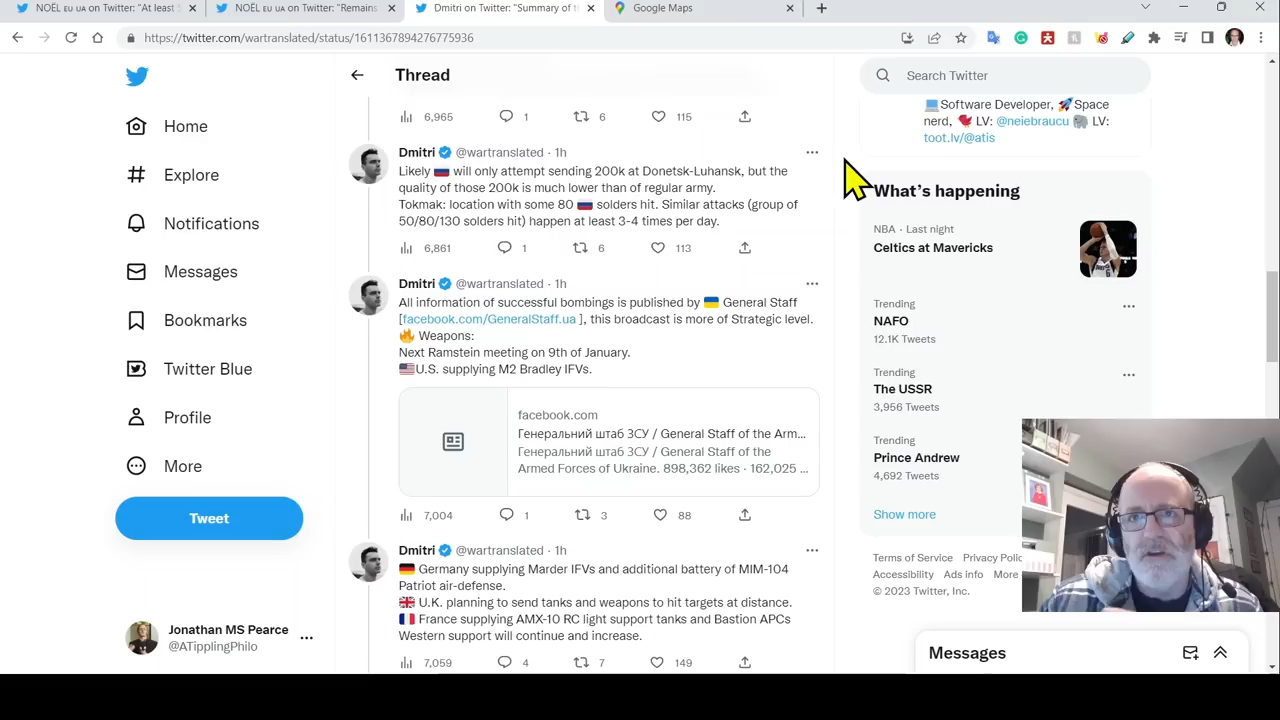 NOËL EU UA on Twitter: "At least
NOËL EU UA on Twitter: "Remains
Dmitri on Twitter: "Summary of t
Google Maps
https://twitter.com/wartranslated/status/1611367894276775936
Thread
Search Twitter
Home
Explore
Notifications
Messages
Bookmarks
Twitter Blue
Profile
More
Tweet
Jonathan MS Pearce
@ATipplingPhilo
6,965 1 6 115
Dmitri @wartranslated · 1h
Likely 🇷🇺 will only attempt sending 200k at Donetsk-Luhansk, but the
quality of those 200k is much lower than of regular army.
Tokmak: location with some 80 🇷🇺 solders hit. Similar attacks (group of
50/80/130 solders hit) happen at least 3-4 times per day.
6,861 1 6 113
Dmitri @wartranslated · 1h
All information of successful bombings is published by 🇺🇦 General Staff
[facebook.com/GeneralStaff.ua ], this broadcast is more of Strategic level.
🔥 Weapons:
Next Ramstein meeting on 9th of January.
🇺🇸U.S. supplying M2 Bradley IFVs.
facebook.com
Генеральний штаб ЗСУ / General Staff of the Arm...
Генеральний штаб ЗСУ / General Staff of the
Armed Forces of Ukraine. 898,362 likes · 162,025 ...
7,004 1 3 88
Dmitri @wartranslated · 1h
🇩🇪 Germany supplying Marder IFVs and additional battery of MIM-104
Patriot air-defense.
🇬🇧 U.K. planning to send tanks and weapons to hit targets at distance.
🇫🇷 France supplying AMX-10 RC light support tanks and Bastion APCs
Western support will continue and increase.
7,059 4 7 149
💻Software Developer, 🚀Space
nerd, 🐦 LV: @neiebraucu 🐘 LV:
toot.lv/@atis
What's happening
NBA · Last night
Celtics at Mavericks
Trending
NAFO
12.1K Tweets
Trending
The USSR
3,956 Tweets
Trending
Prince Andrew
4,692 Tweets
Show more
Terms of Service Privacy Polic
Accessibility Ads info More
© 2023 Twitter, Inc.
Messages